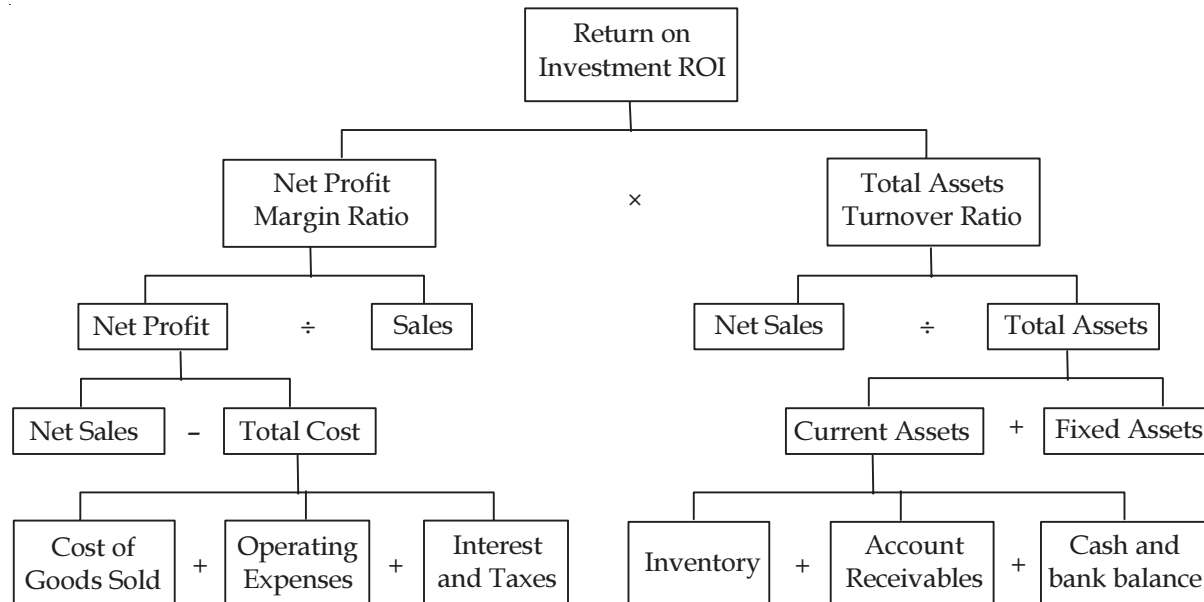 Return on
Investment ROI
Net Profit
Margin Ratio
×
Total Assets
Turnover Ratio
Net Profit
÷
Sales
Net Sales
÷
Total Assets
Net Sales
–
Total Cost
Current Assets
+
Fixed Assets
Cost of
Goods Sold
+
Operating
Expenses
+
Interest
and Taxes
Inventory
+
Account
Receivables
+
Cash and
bank balance